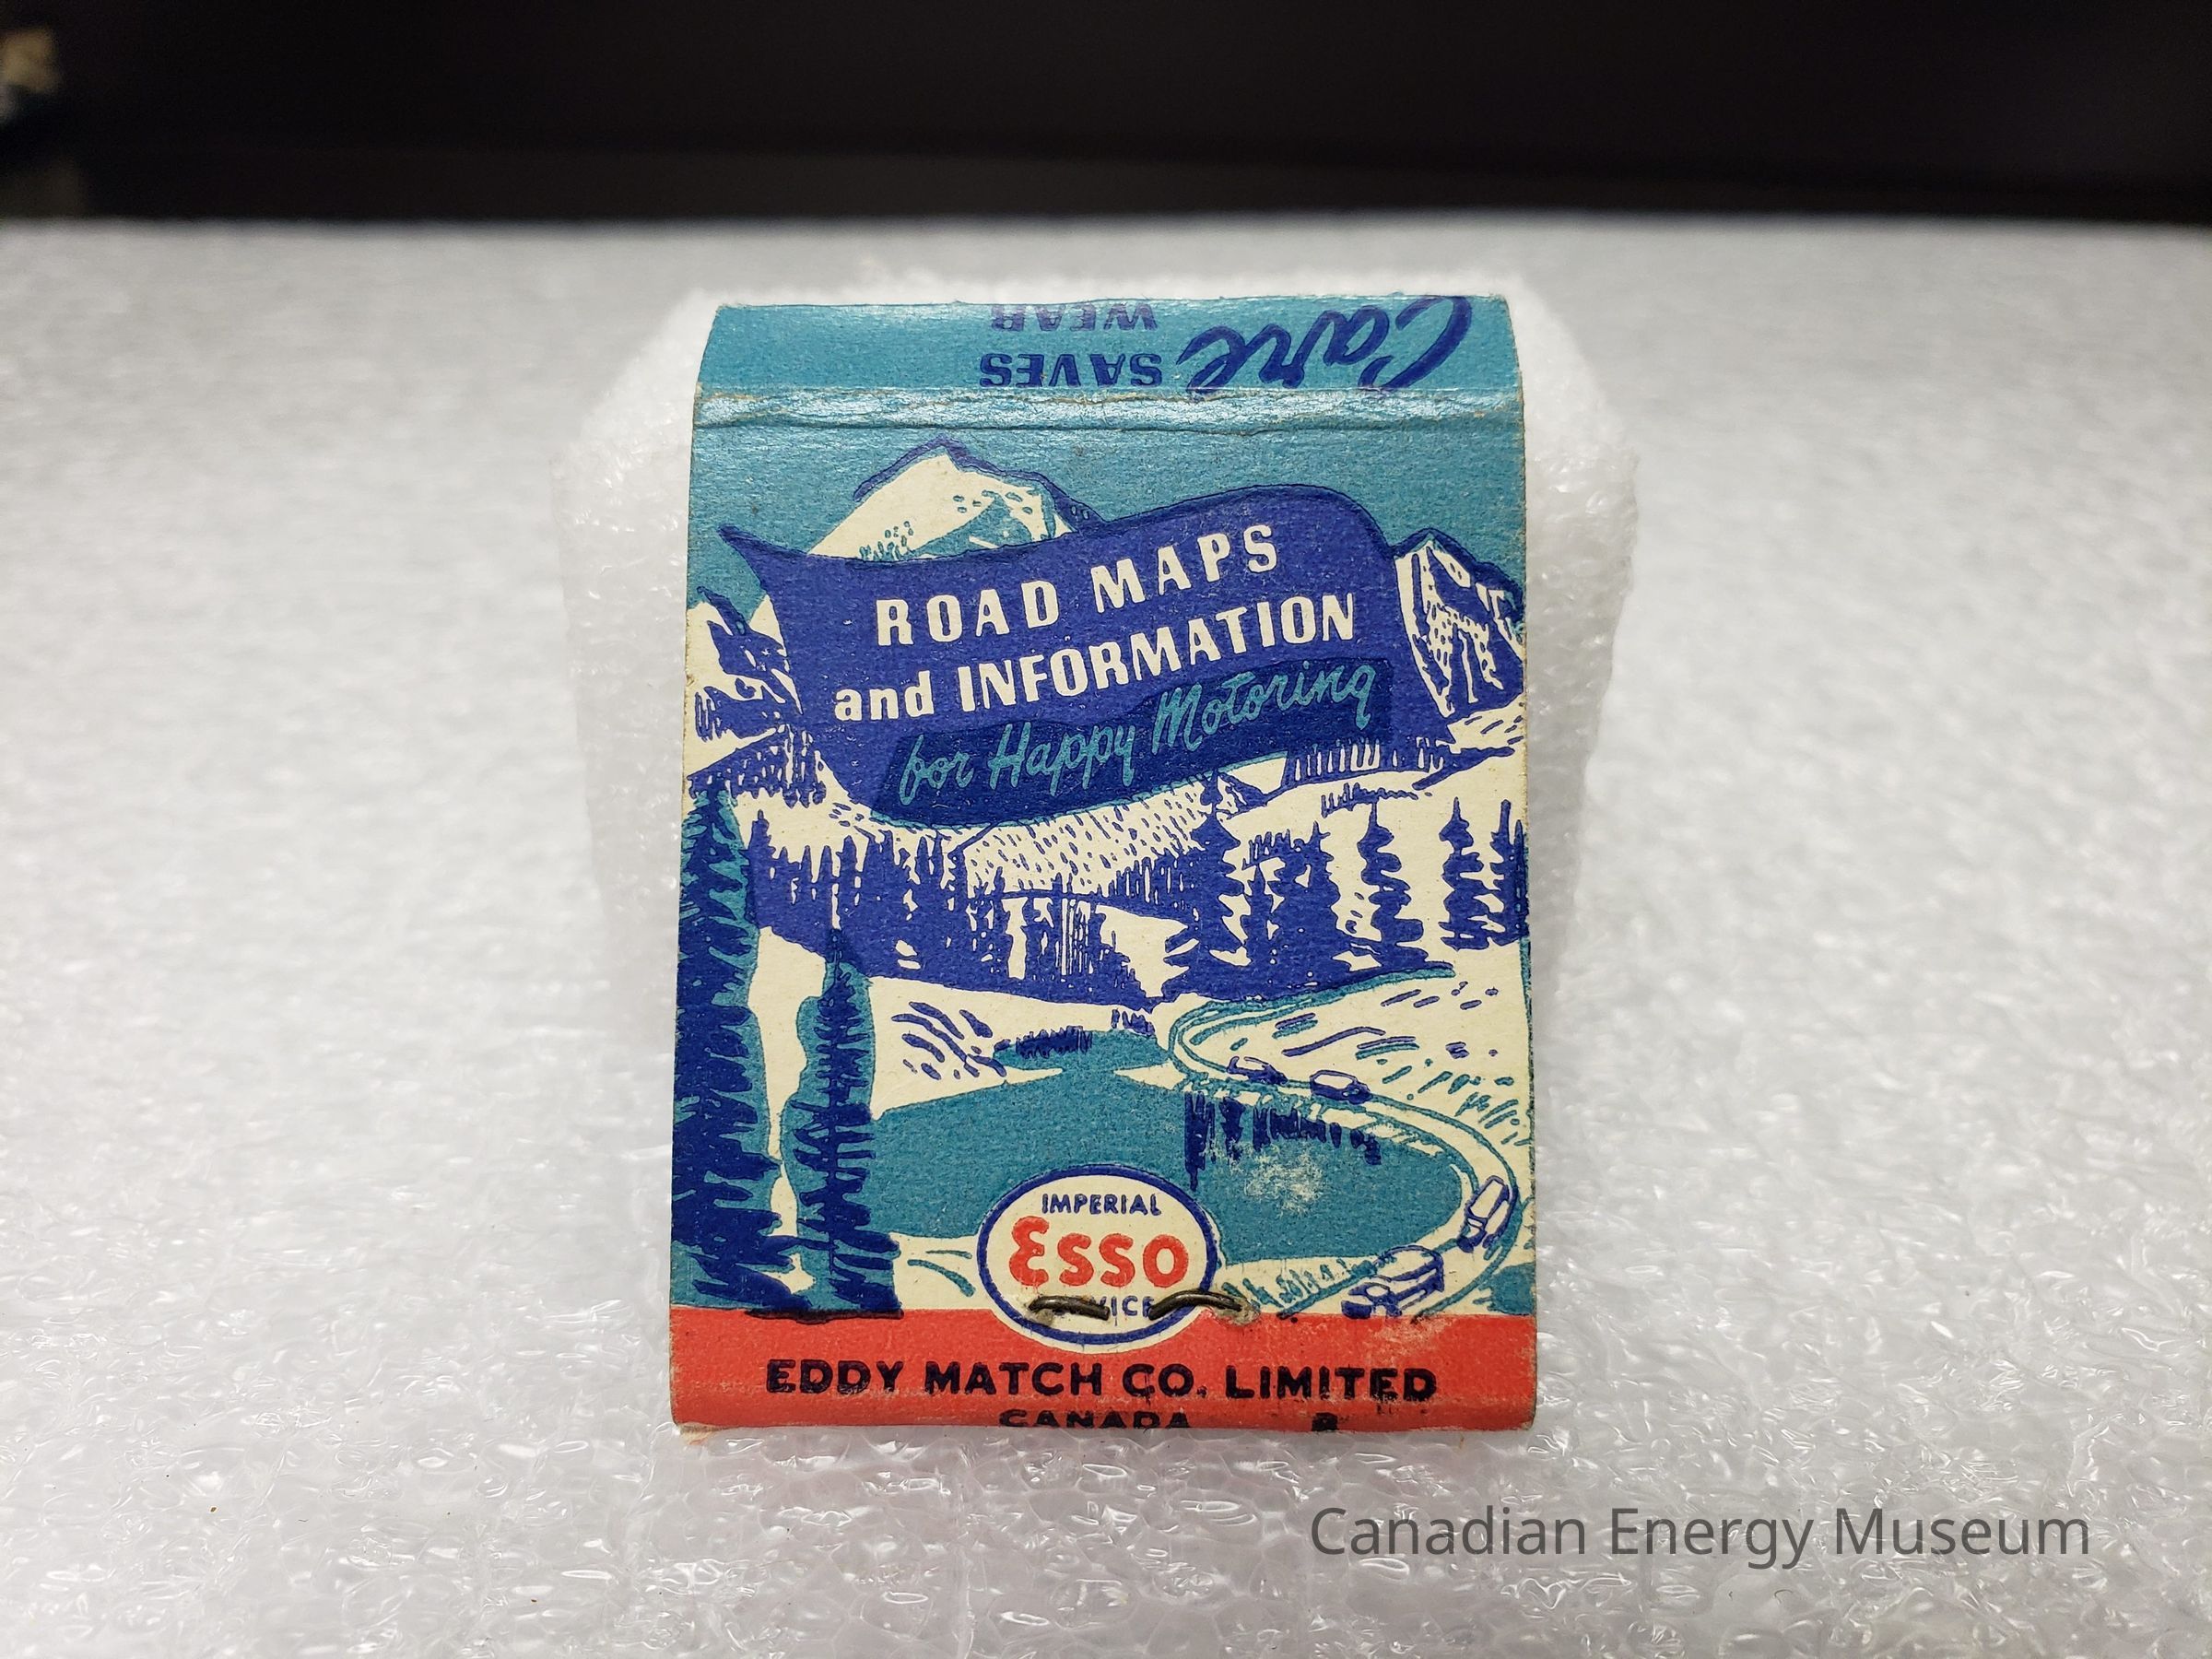 Care SAVES
WEAR
ROAD MAPS
and INFORMATION
for Happy Motoring
IMPERIAL
Esso
EDDY MATCH CO. LIMITED
CANADA
Canadian Energy Museum